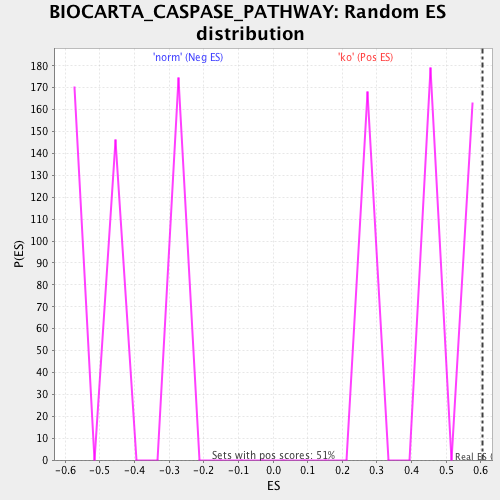 BIOCARTA_CASPASE_PATHWAY: Random ES
distribution
'norm' (Neg ES) 'ko' (Pos ES)
180
170
160
150
140
130
120
110
100
90
80
70
60
50
40
30
20
10
0
P(ES)
Sets with pos scores: 51%
Real ES (
-0.6 -0.5 -0.4 -0.3 -0.2 -0.1 0.0 0.1 0.2 0.3 0.4 0.5 0.6
ES